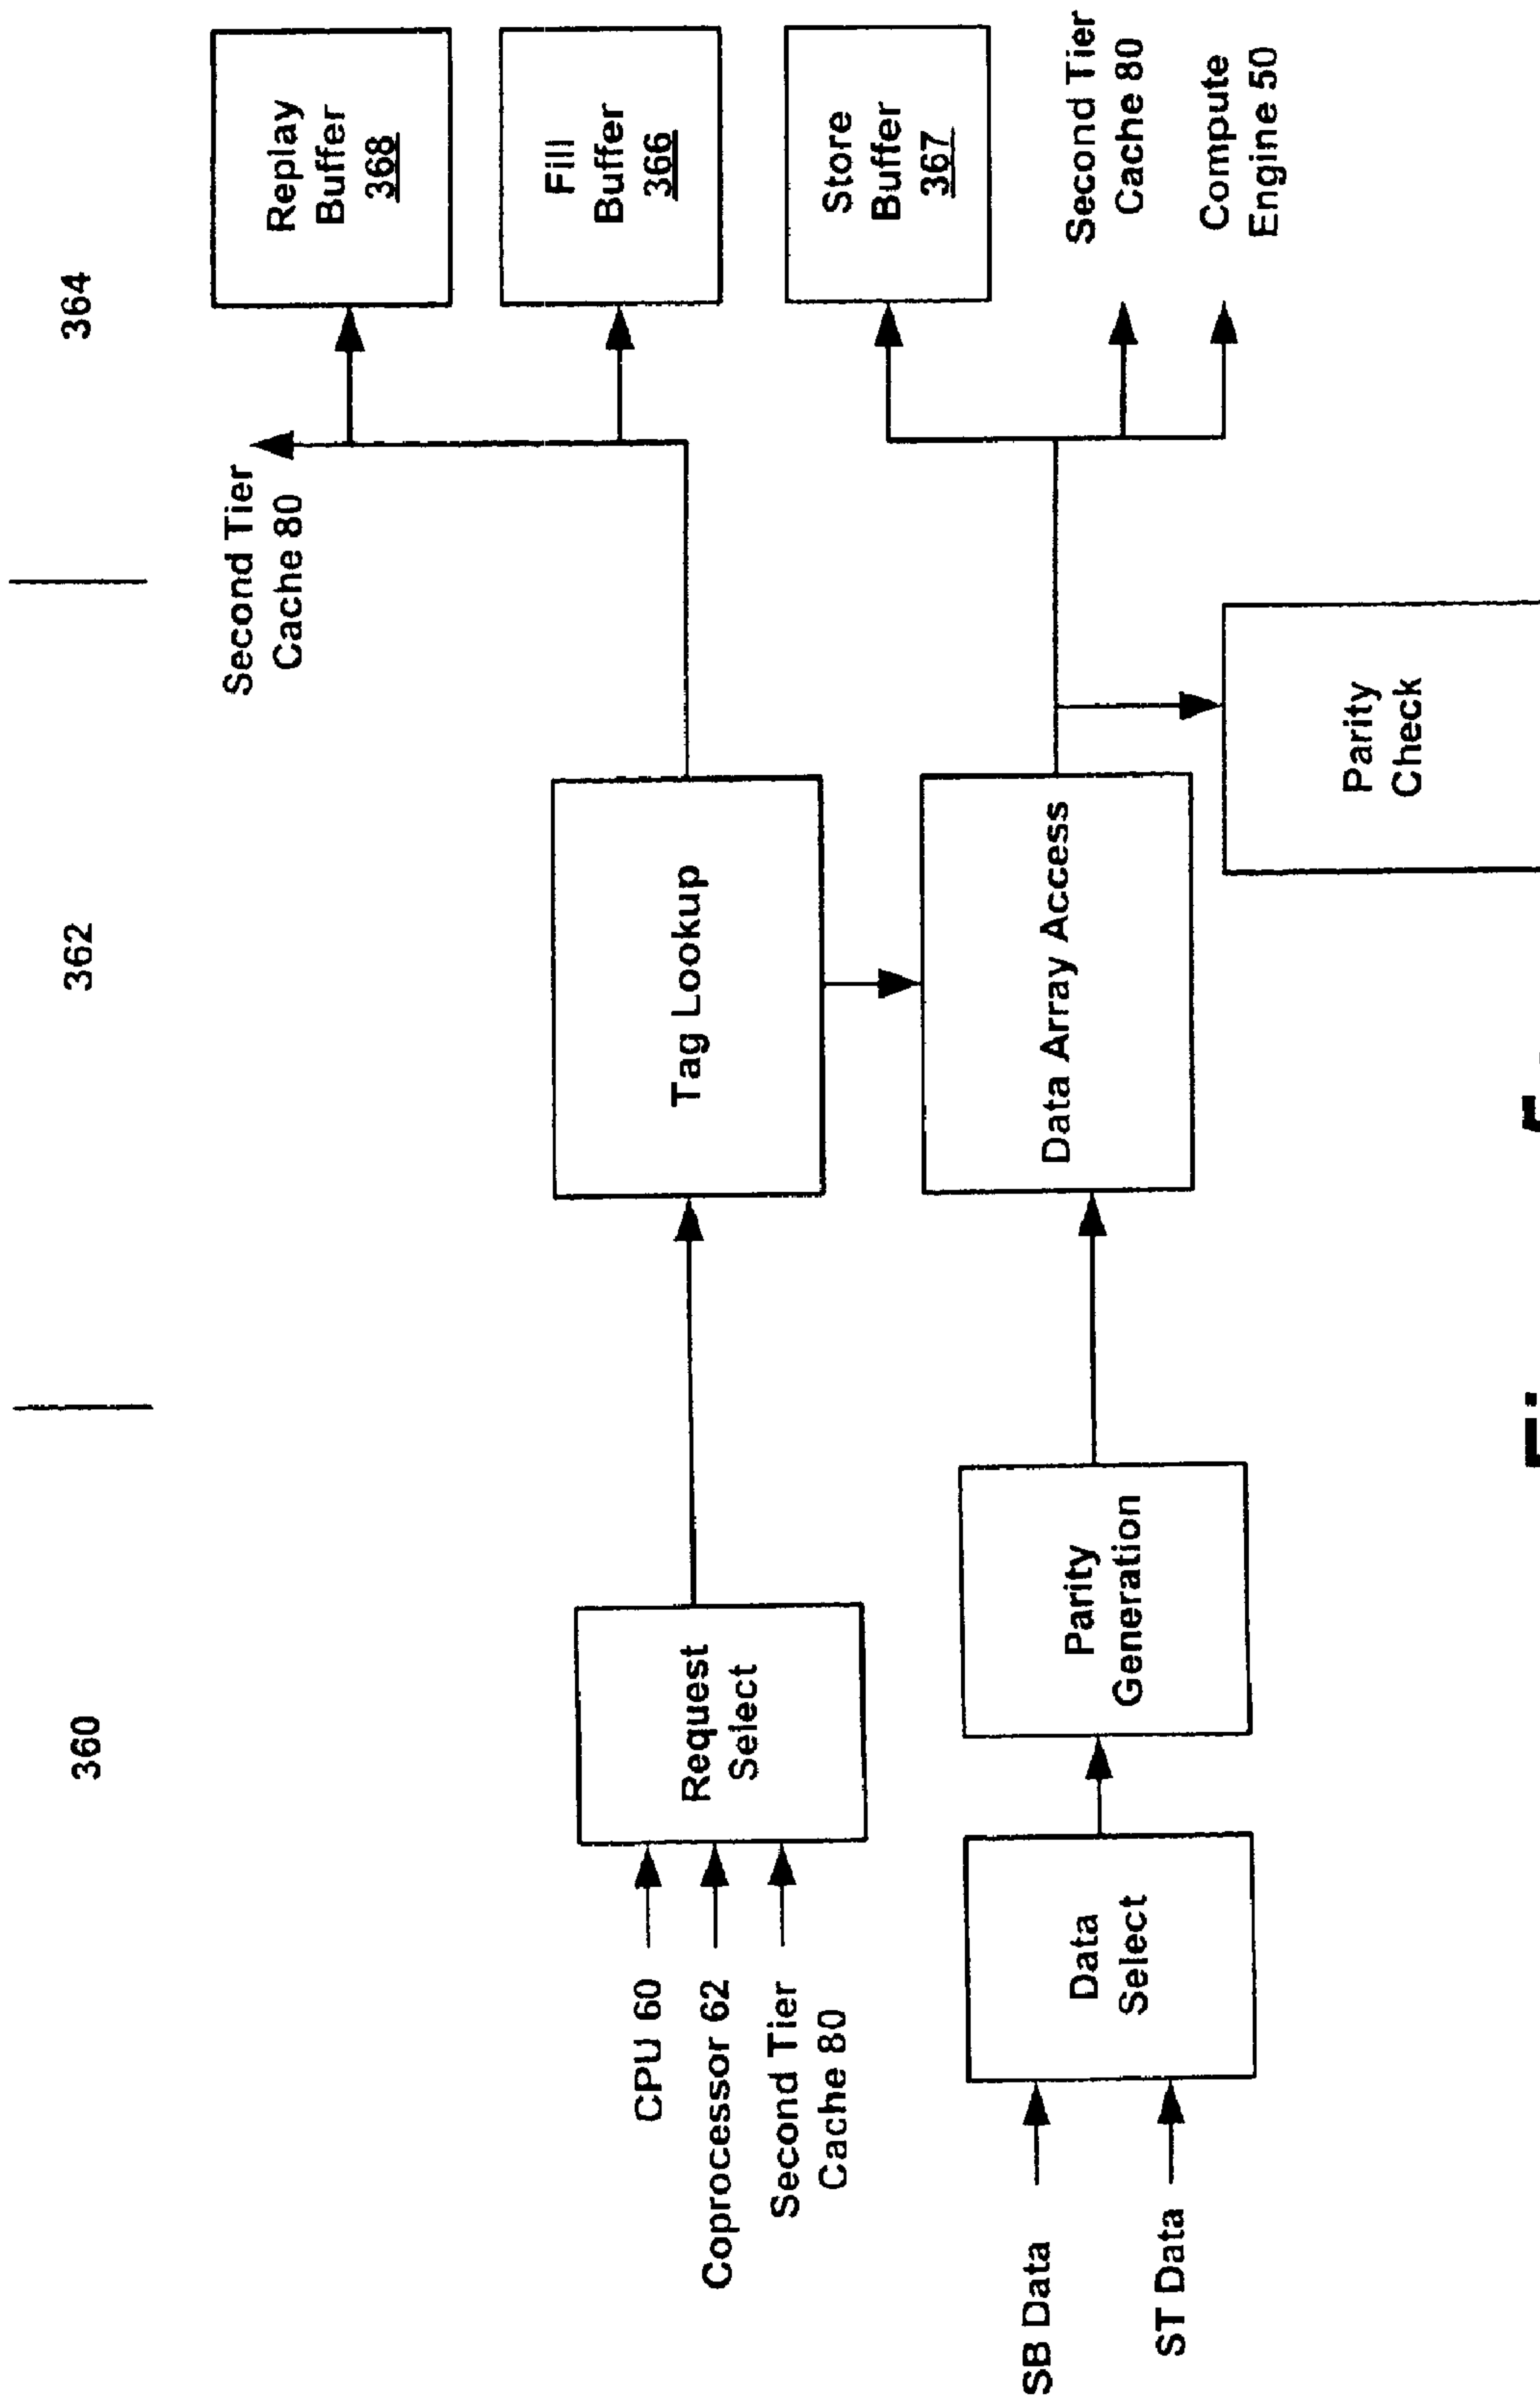 360
362
364
CPU 60
Coprocessor 62
Second Tier
Cache 80
Request
Select
Tag Lookup
Second Tier
Cache 80
Replay
Buffer
368
Fill
Buffer
366
SB Data
ST Data
Data
Select
Parity
Generation
Data Array Access
Parity
Check
Store
Buffer
367
Second Tier
Cache 80
Compute
Engine 50